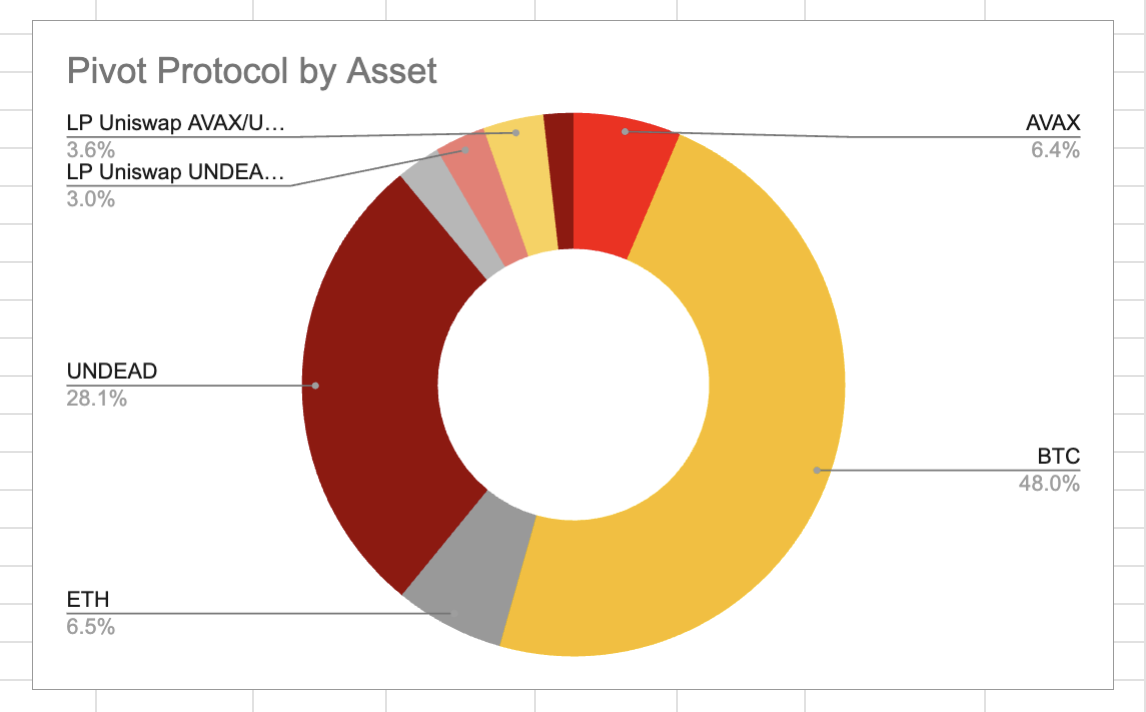 Pivot Protocol by Asset
LP Uniswap AVAX/U…
3.6%
LP Uniswap UNDEA…
3.0%
UNDEAD
28.1%
ETH
6.5%
AVAX
6.4%
BTC
48.0%